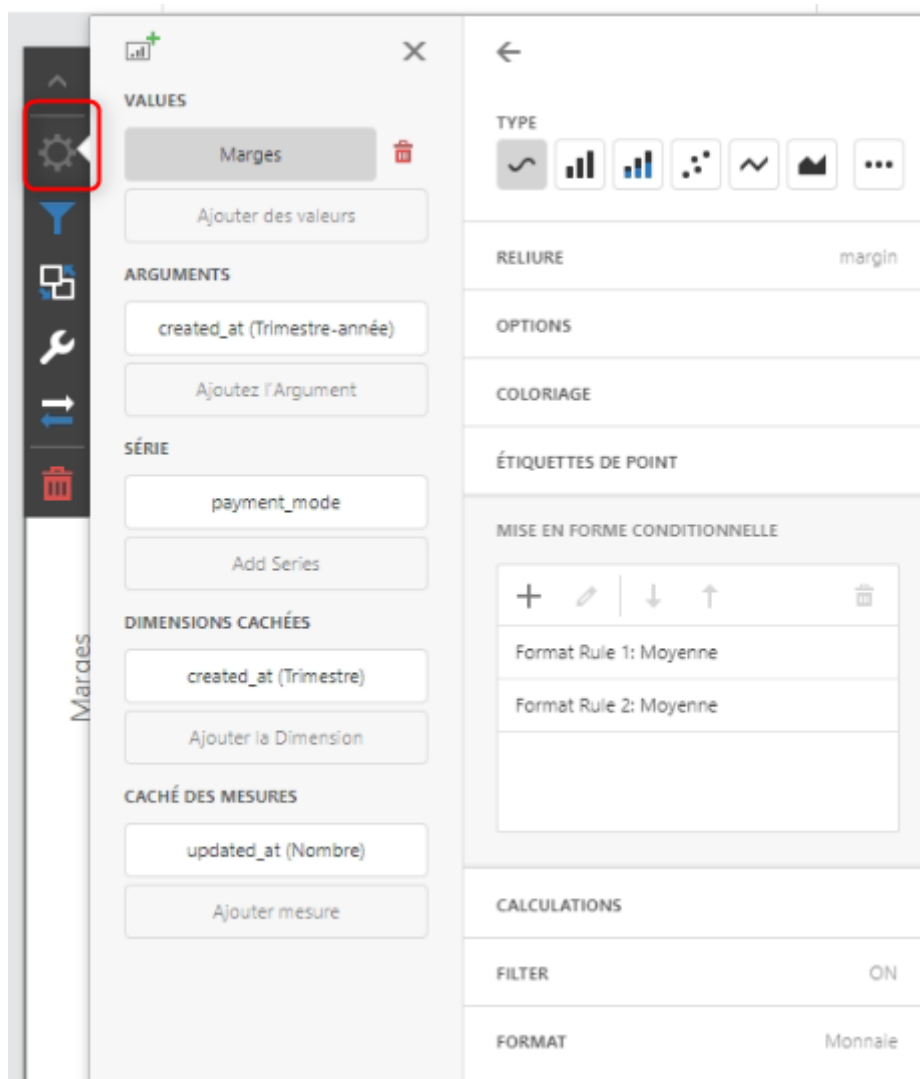 VALUES
Marges
Ajouter des valeurs
ARGUMENTS
created_at (Trimestre-année)
Ajoutez l'Argument
SÉRIE
payment_mode
Add Series
DIMENSIONS CACHÉES
created_at (Trimestre)
Ajouter la Dimension
CACHÉ DES MESURES
updated_at (Nombre)
Ajouter mesure
Marges
TYPE
RELIURE margin
OPTIONS
COLORIAGE
ÉTIQUETTES DE POINT
MISE EN FORME CONDITIONNELLE
Format Rule 1: Moyenne
Format Rule 2: Moyenne
CALCULATIONS
FILTER ON
FORMAT Monnaie